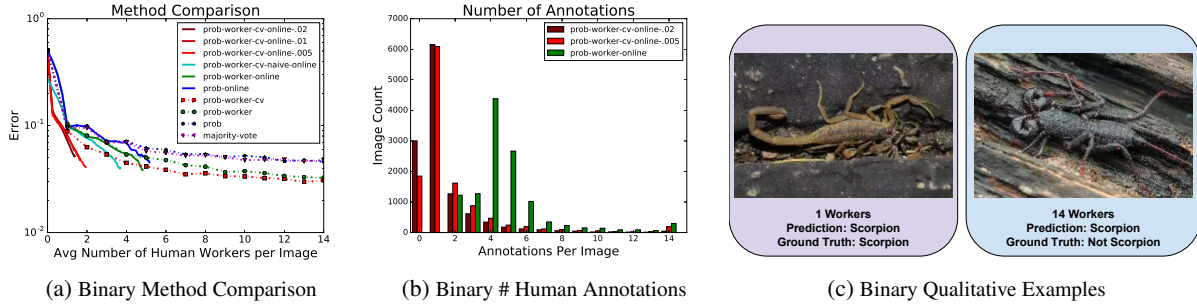 Method Comparison
10^0
10^-1
10^-2
Error
0 2 4 6 8 10 12 14
Avg Number of Human Workers per Image
prob-worker-cv-online-.02
prob-worker-cv-online-.01
prob-worker-cv-online-.005
prob-worker-cv-naive-online
prob-worker-online
prob-online
prob-worker-cv
prob-worker
prob
majority-vote
(a) Binary Method Comparison
Number of Annotations
7000
6000
5000
4000
3000
2000
1000
0
Image Count
0 2 4 6 8 10 12 14
Annotations Per Image
prob-worker-cv-online-.02
prob-worker-cv-online-.005
prob-worker-online
(b) Binary # Human Annotations
1 Workers
Prediction: Scorpion
Ground Truth: Scorpion
14 Workers
Prediction: Scorpion
Ground Truth: Not Scorpion
(c) Binary Qualitative Examples